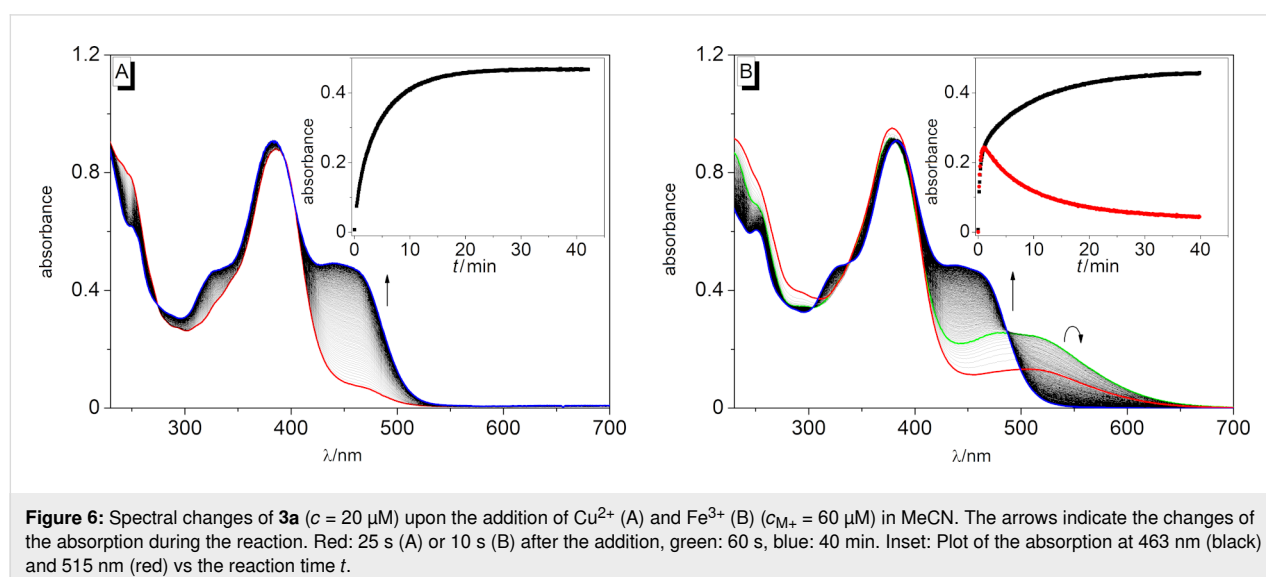 A
1.2
0.8
0.4
0
absorbance
300
400
500
600
700
λ/nm
0.4
0.2
0
absorbance
0
10
20
30
40
t/min
B
1.2
0.8
0.4
0
absorbance
300
400
500
600
700
λ/nm
0.4
0.2
0
absorbance
0
10
20
30
40
t/min
Figure 6: Spectral changes of 3a (c = 20 µM) upon the addition of Cu²⁺ (A) and Fe³⁺ (B) (c_M+ = 60 µM) in MeCN. The arrows indicate the changes of
the absorption during the reaction. Red: 25 s (A) or 10 s (B) after the addition, green: 60 s, blue: 40 min. Inset: Plot of the absorption at 463 nm (black)
and 515 nm (red) vs the reaction time t.